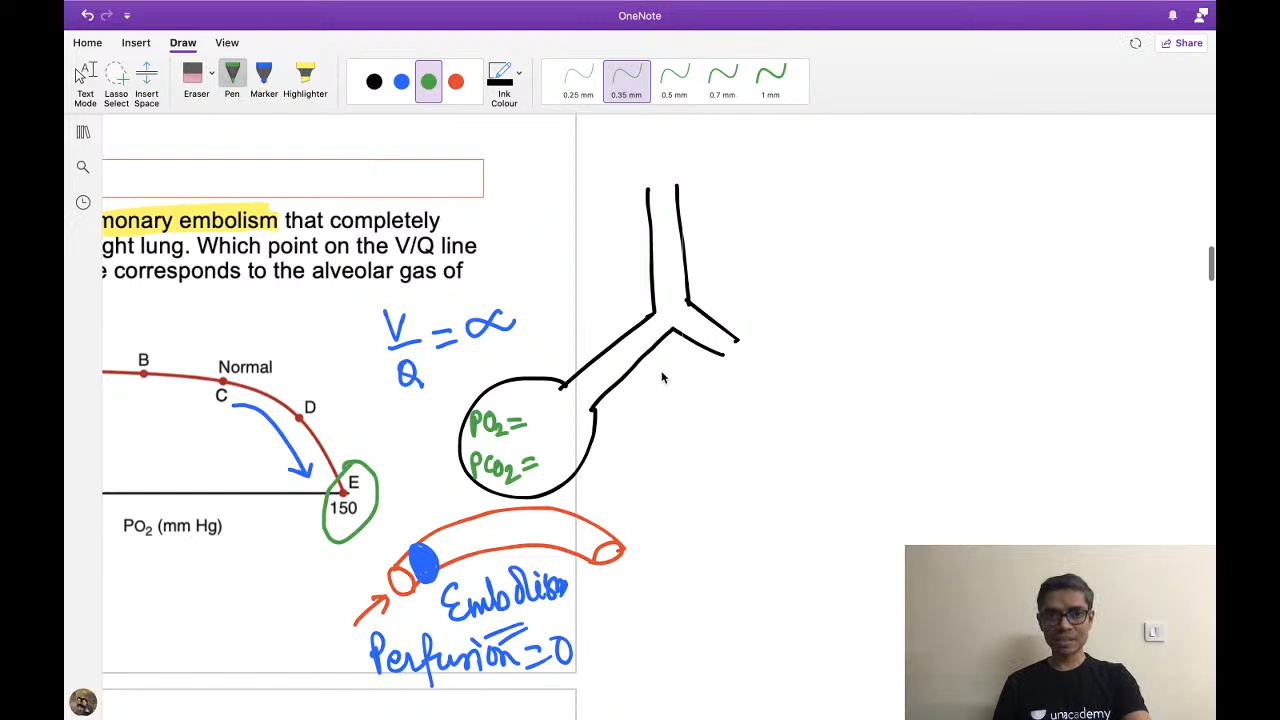 OneNote
Home Insert Draw View
Share
Text Mode
Lasso Select
Insert Space
Eraser
Pen
Marker
Highlighter
Ink Colour
0.25 mm
0.35 mm
0.5 mm
0.7 mm
1 mm
monary embolism that completely
ght lung. Which point on the V/Q line
e corresponds to the alveolar gas of
V/Q = ∝
B
Normal
C
D
E
150
PO₂ (mm Hg)
PO₂ =
PCO₂ =
Embolism
Perfusion = 0
unacademy